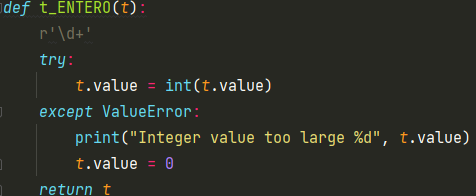 def t_ENTERO(t):
    r'\d+'
    try:
        t.value = int(t.value)
    except ValueError:
        print("Integer value too large %d", t.value)
        t.value = 0
    return t